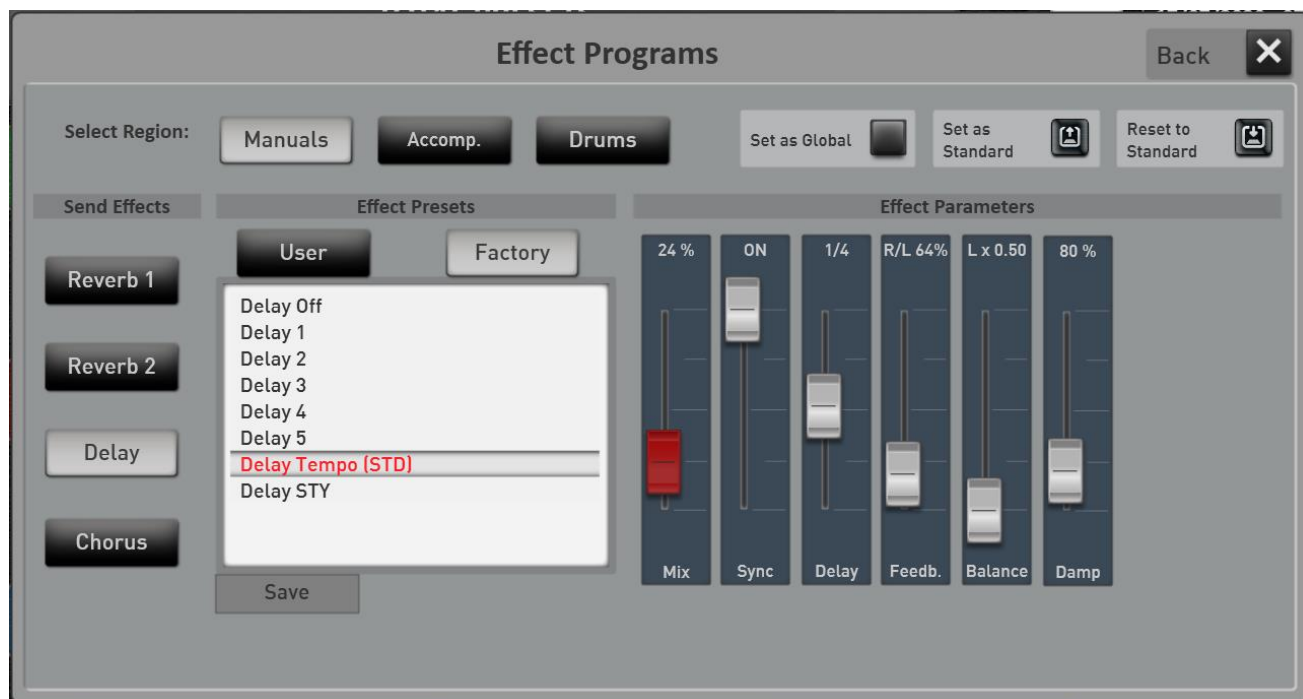 Effect Programs
Back
Select Region:
Manuals
Accomp.
Drums
Set as Global
Set as
Standard
Reset to
Standard
Send Effects
Effect Presets
Effect Parameters
Reverb 1
Reverb 2
Delay
Chorus
User
Factory
Delay Off
Delay 1
Delay 2
Delay 3
Delay 4
Delay 5
Delay Tempo (STD)
Delay STY
Save
24 %
ON
1/4
R/L 64%
L x 0.50
80 %
Mix
Sync
Delay
Feedb.
Balance
Damp